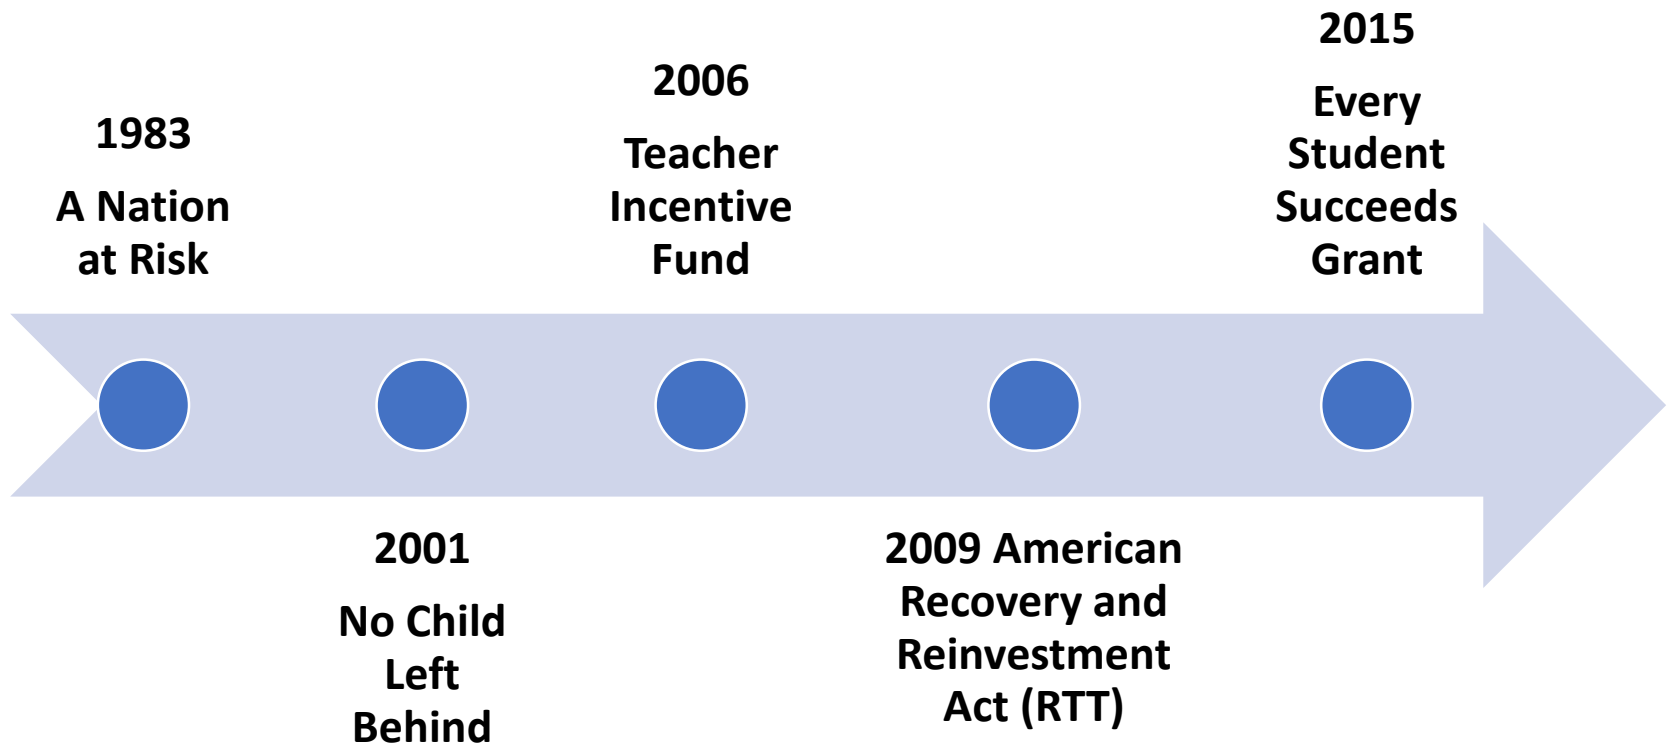 1983
A Nation
at Risk
2001
No Child
Left
Behind
2006
Teacher
Incentive
Fund
2009 American
Recovery and
Reinvestment
Act (RTT)
2015
Every
Student
Succeeds
Grant